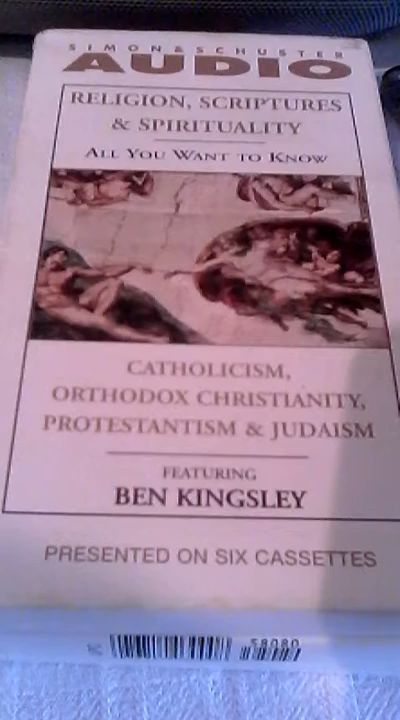 SIMON & SCHUSTER
AUDIO
RELIGION, SCRIPTURES
& SPIRITUALITY
ALL YOU WANT TO KNOW
CATHOLICISM,
ORTHODOX CHRISTIANITY,
PROTESTANTISM & JUDAISM
FEATURING
BEN KINGSLEY
PRESENTED ON SIX CASSETTES
58080